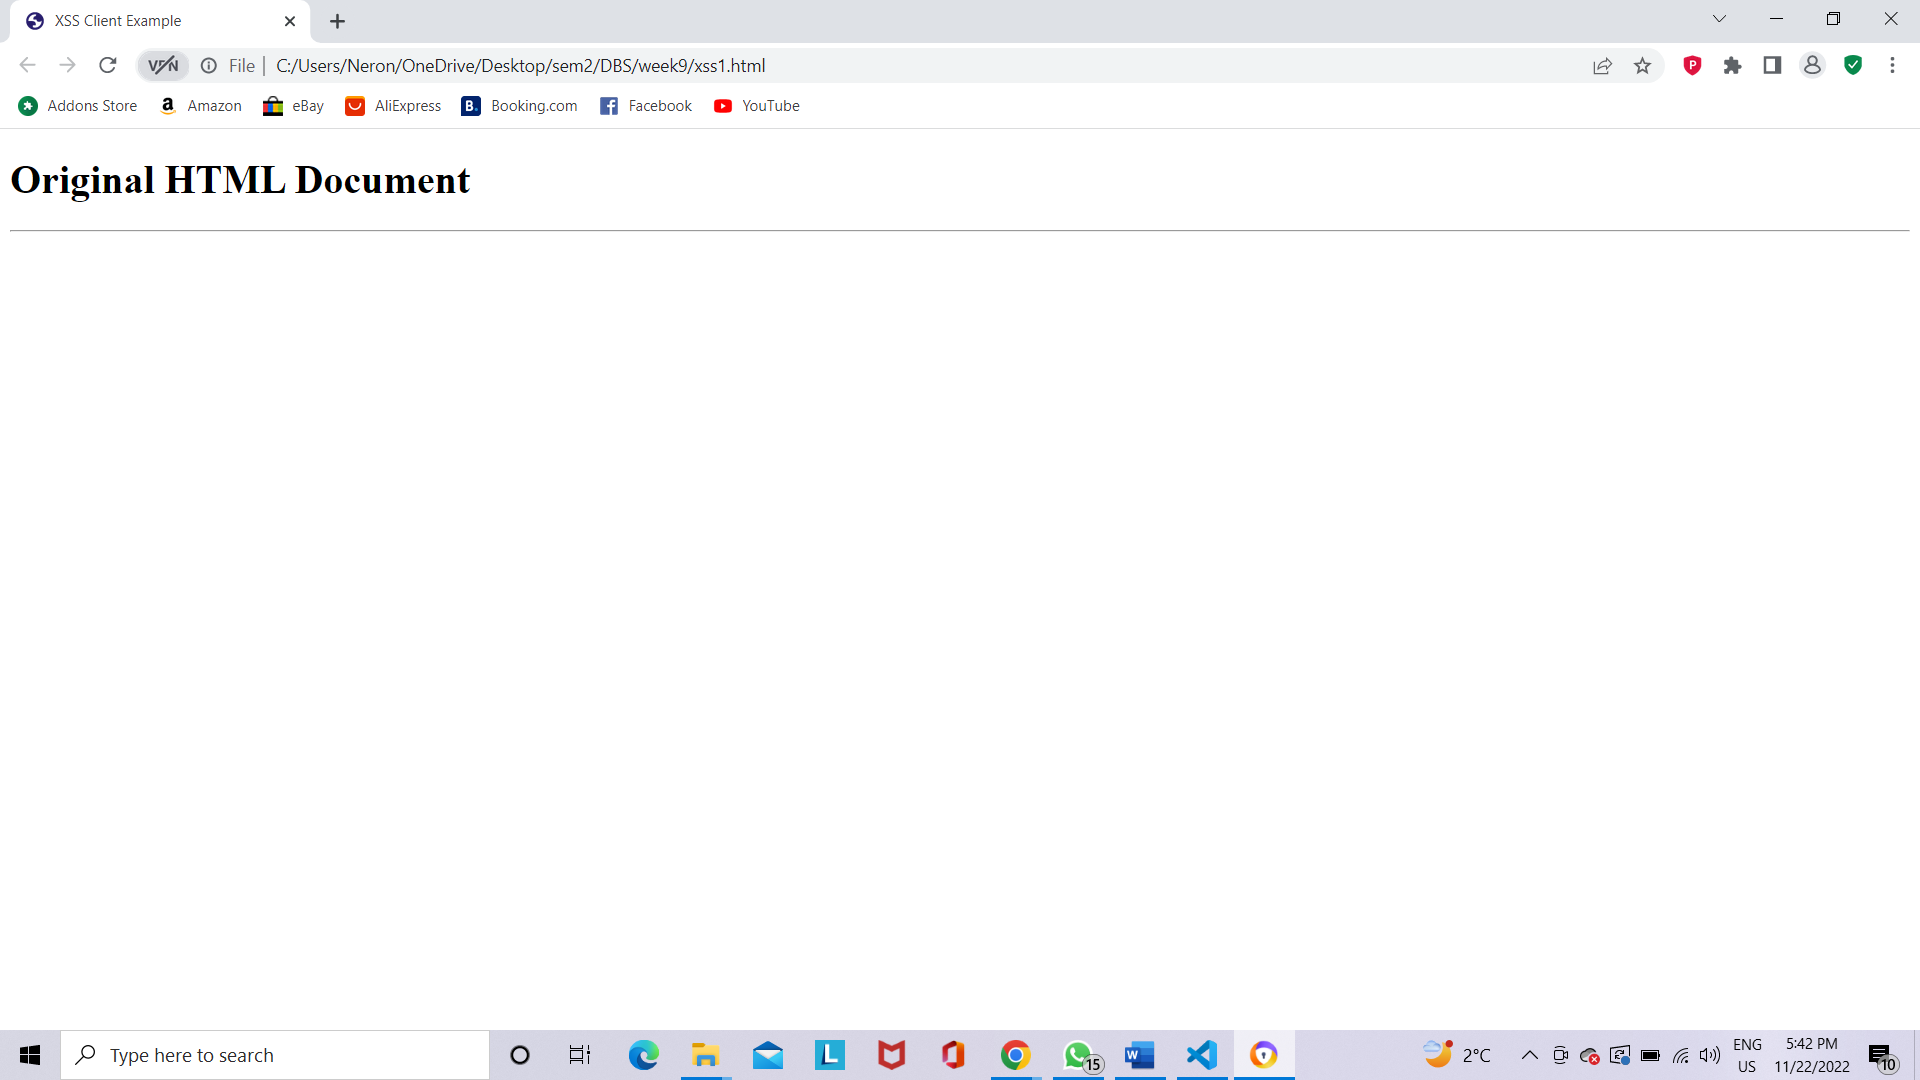 XSS Client Example
VPN File C:/Users/Neron/OneDrive/Desktop/sem2/DBS/week9/xss1.html
Addons Store Amazon eBay AliExpress Booking.com Facebook YouTube
Original HTML Document
Type here to search
15
2°C
ENG
US
5:42 PM
11/22/2022
10